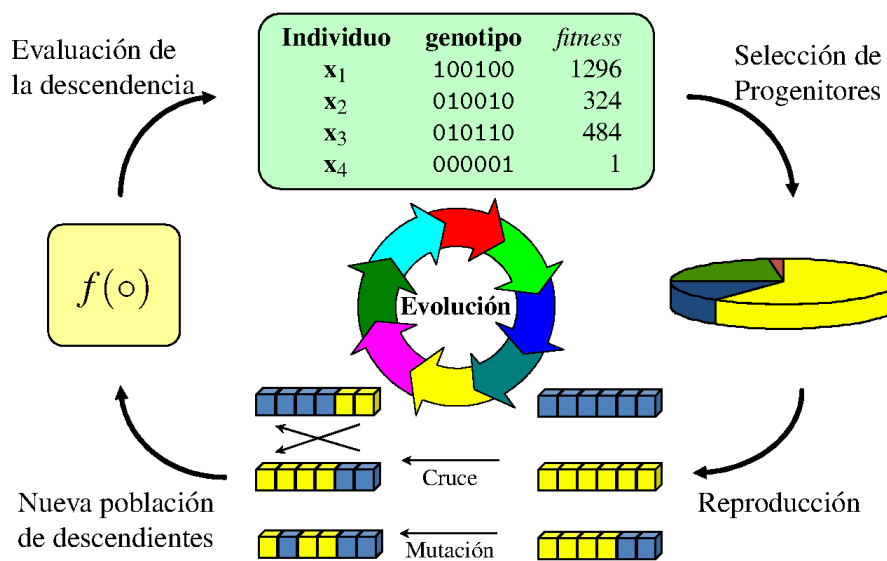 Evaluación de
la descendencia
Individuo genotipo fitness
x1 100100 1296
x2 010010 324
x3 010110 484
x4 000001 1
Selección de
Progenitores
f(∘)
Evolución
Cruce
Mutación
Nueva población
de descendientes
Reproducción